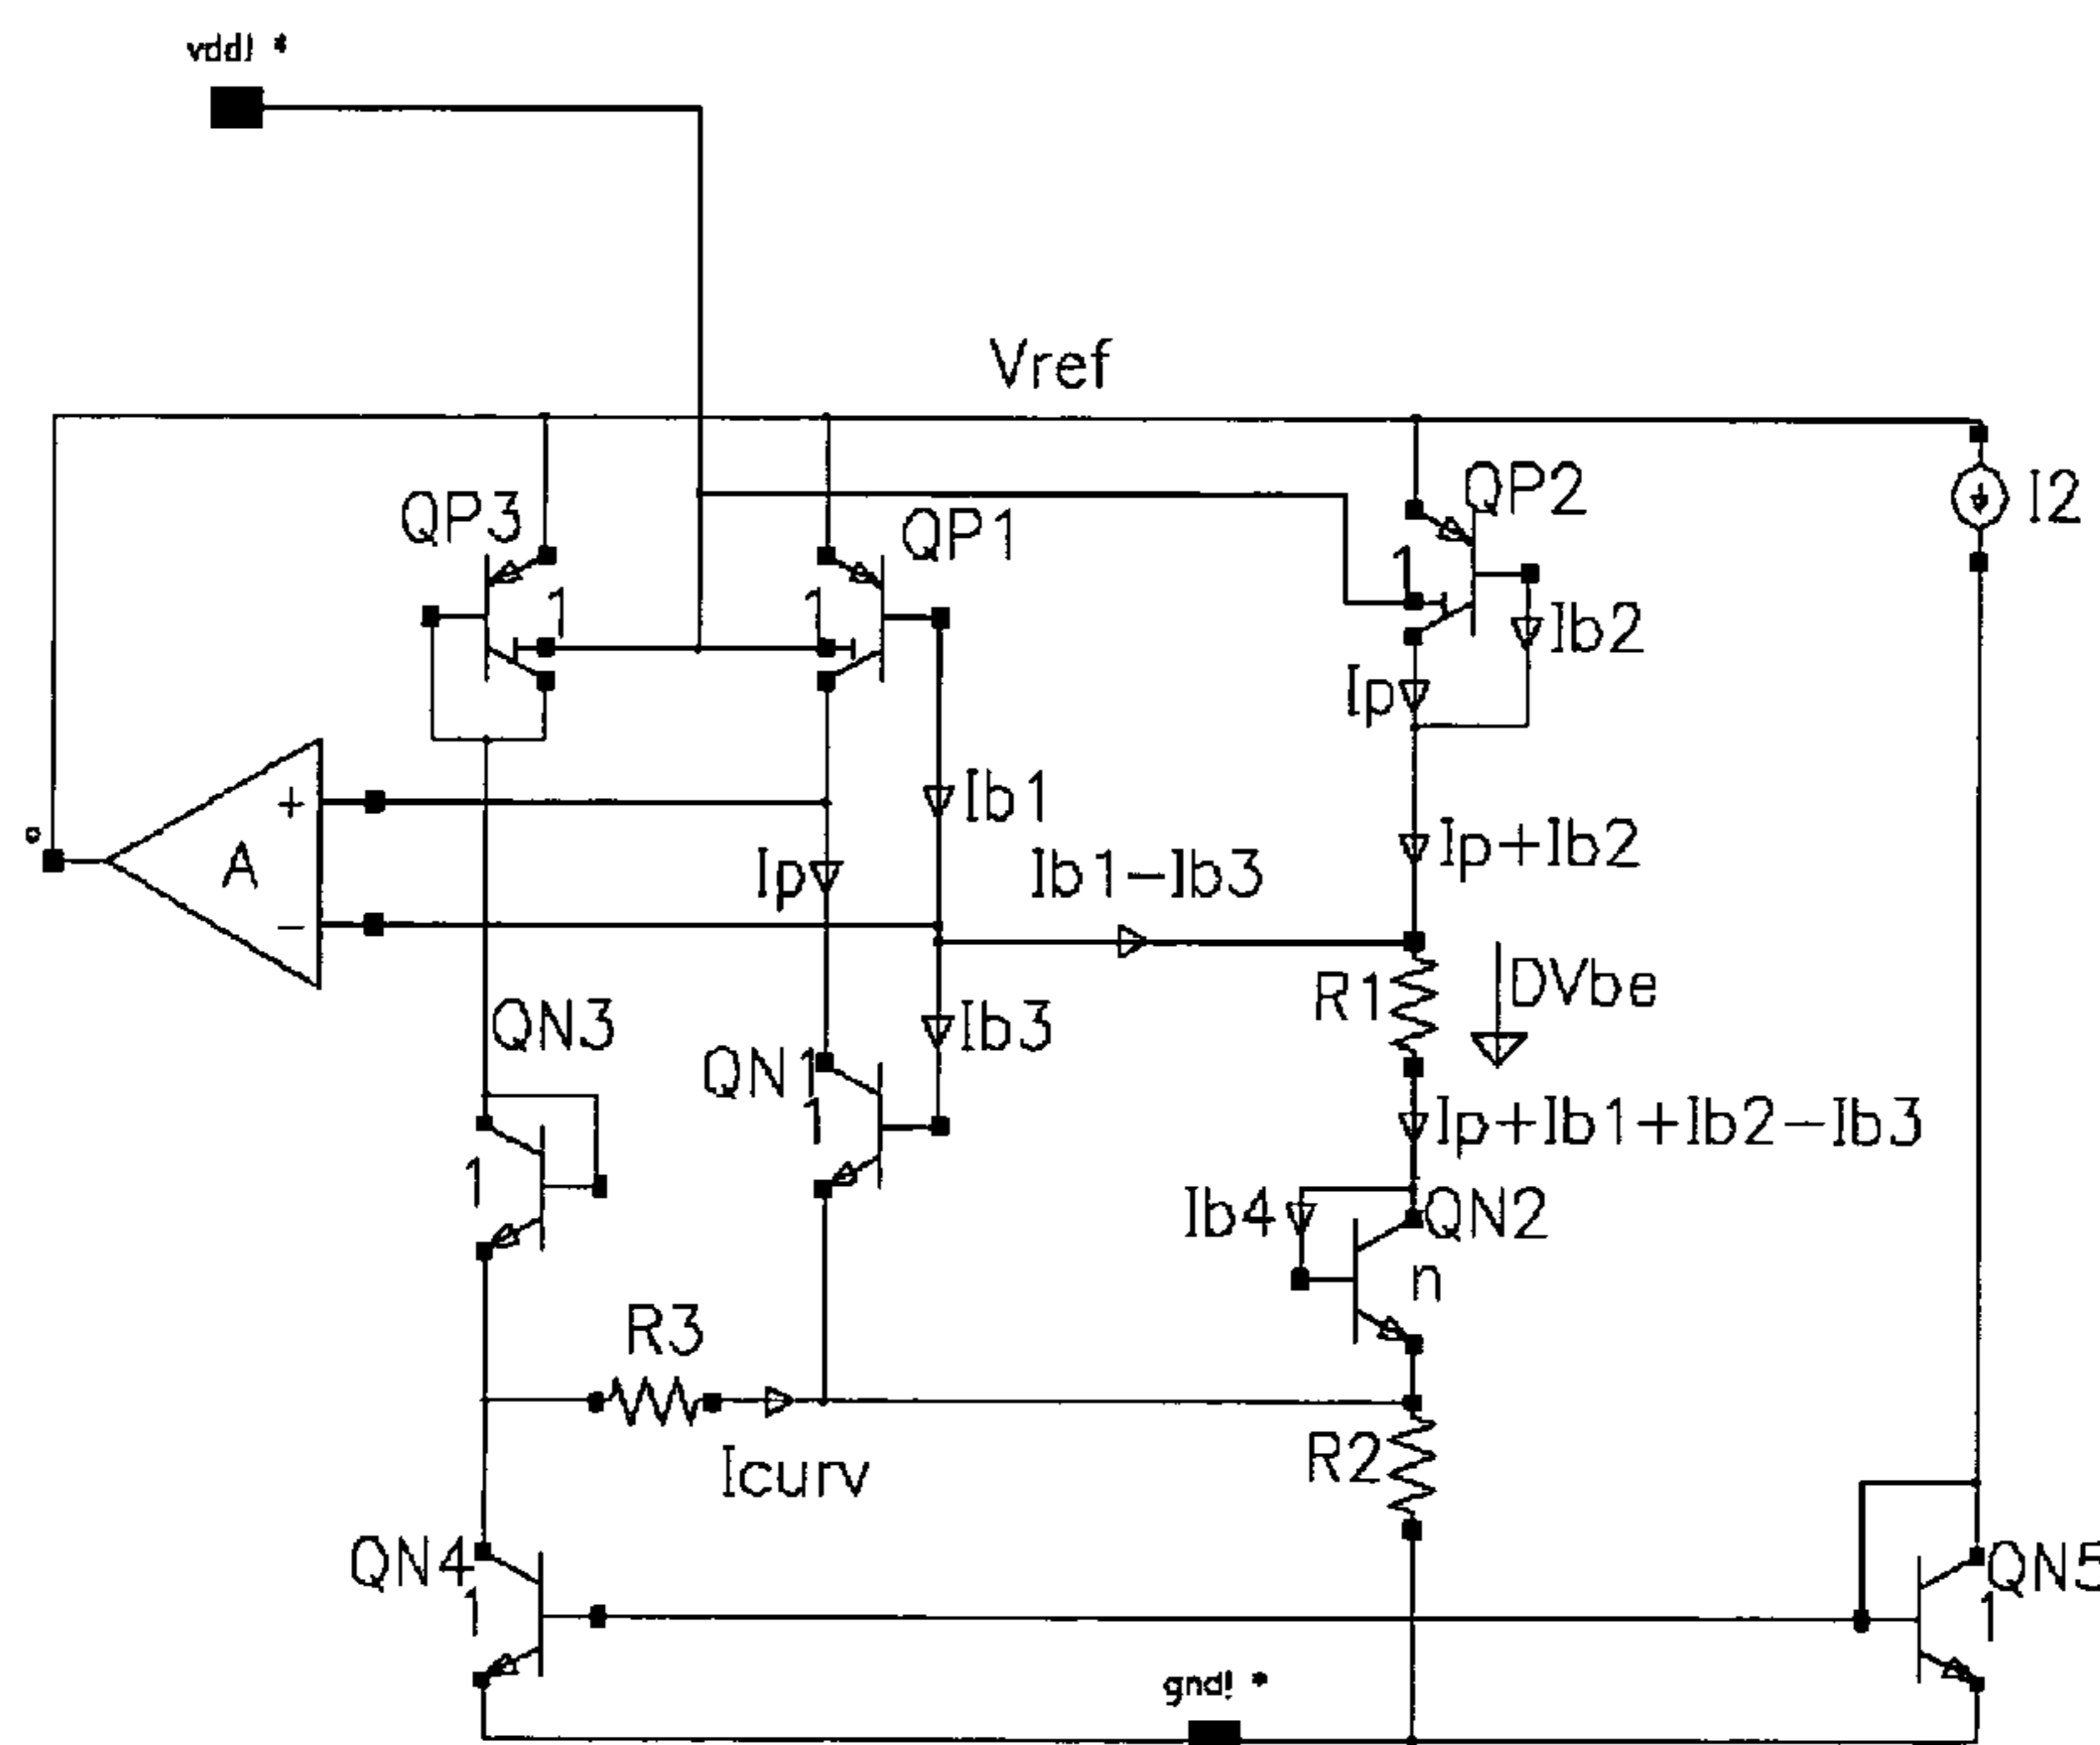 vdd! *
Vref
QP3
QP1
QP2
I2
1
1
1
Ib2
Ip
Ib1
Ip+Ib2
+
A
−
Ip
Ib1−Ib3
R1
DVbe
QN3
QN1
Ib3
1
Ip+Ib1+Ib2−Ib3
1
Ib4
QN2
n
R3
Icurv
R2
QN4
1
QN5
1
gnd! *